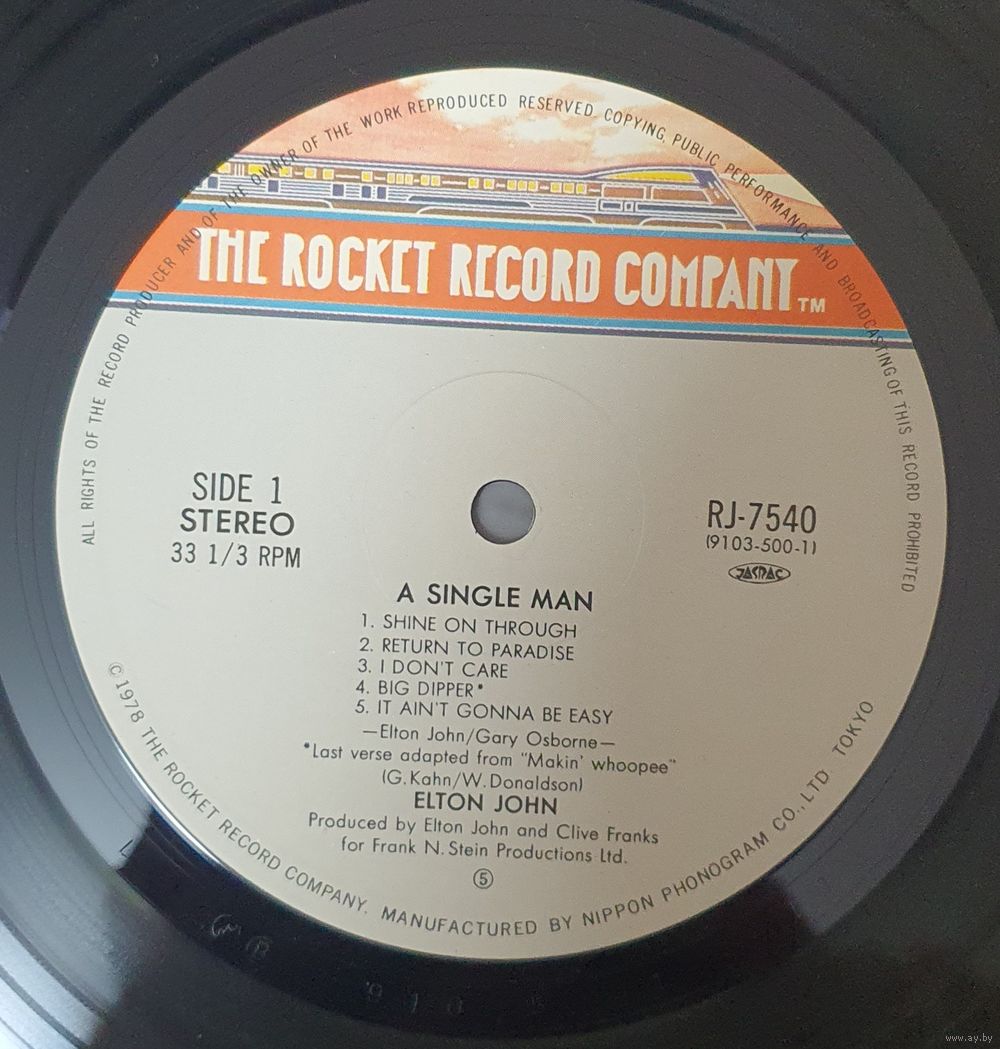 ALL RIGHTS OF THE RECORD PRODUCER AND OF THE OWNER OF THE WORK REPRODUCED RESERVED. COPYING, PUBLIC PERFORMANCE AND BROADCASTING OF THIS RECORD PROHIBITED
THE ROCKET RECORD COMPANY TM
SIDE 1
STEREO
33 1/3 RPM
RJ-7540
(9103-500-1)
JASRAC
A SINGLE MAN
1. SHINE ON THROUGH
2. RETURN TO PARADISE
3. I DON'T CARE
4. BIG DIPPER*
5. IT AIN'T GONNA BE EASY
—Elton John/Gary Osborne—
*Last verse adapted from "Makin' whoopee"
(G.Kahn/W.Donaldson)
ELTON JOHN
Produced by Elton John and Clive Franks
for Frank N. Stein Productions Ltd.
⑤
© 1978 THE ROCKET RECORD COMPANY. MANUFACTURED BY NIPPON PHONOGRAM CO., LTD. TOKYO
www.ay.by